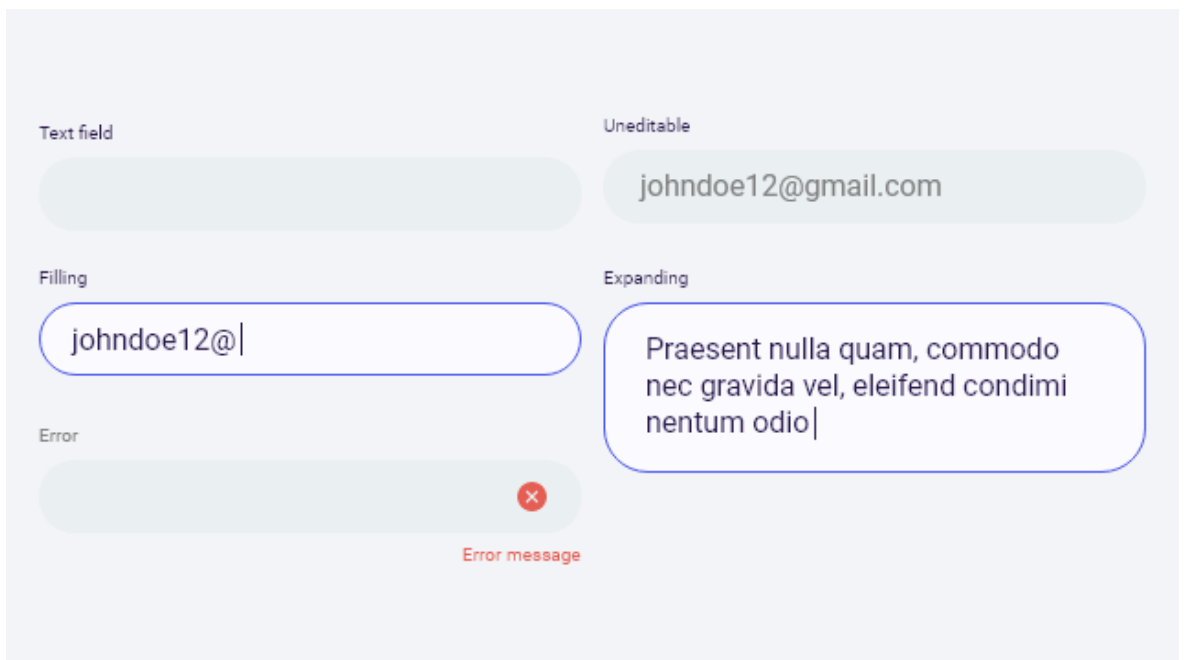 Text field
Uneditable
johndoe12@gmail.com
Filling
johndoe12@
Expanding
Praesent nulla quam, commodo
nec gravida vel, eleifend condimi
nentum odio
Error
Error message